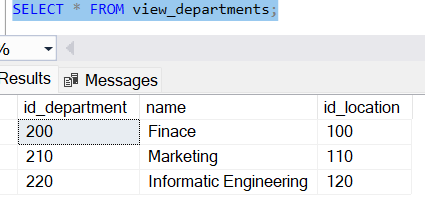 SELECT * FROM view_departments;
%
Results Messages
id_department name id_location
200 Finace 100
210 Marketing 110
220 Informatic Engineering 120